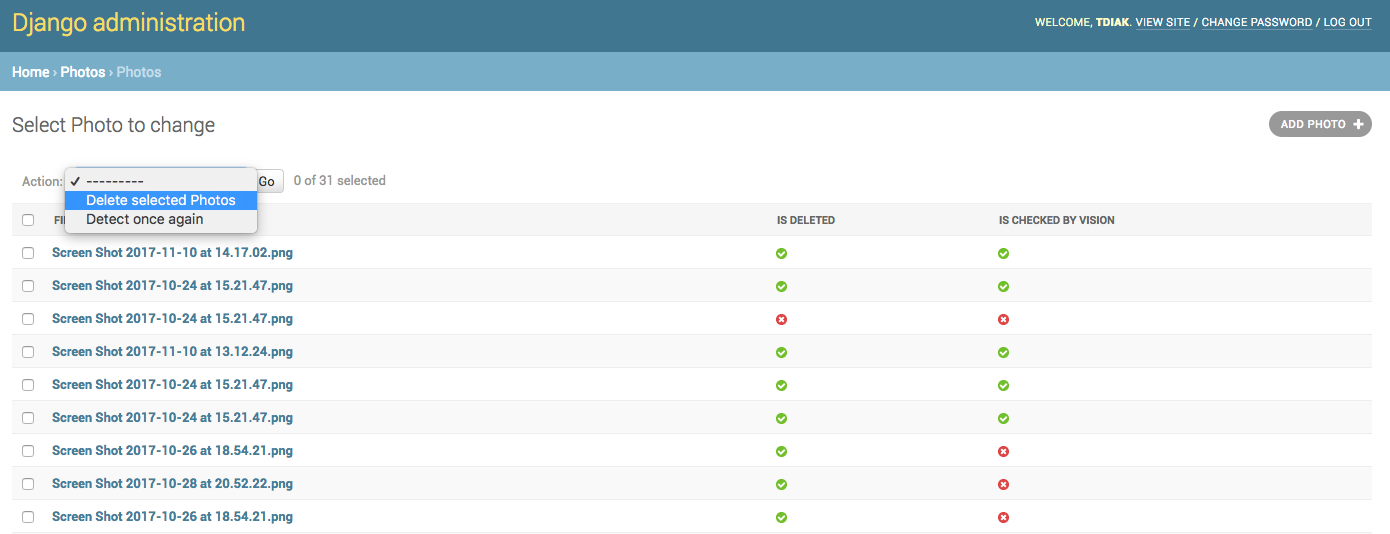 Django administration
WELCOME, TDIAK. VIEW SITE / CHANGE PASSWORD / LOG OUT
Home › Photos › Photos
Select Photo to change
ADD PHOTO +
Action: ✓ --------- Go 0 of 31 selected
Delete selected Photos
Detect once again
IS DELETED IS CHECKED BY VISION
Screen Shot 2017-11-10 at 14.17.02.png
Screen Shot 2017-10-24 at 15.21.47.png
Screen Shot 2017-10-24 at 15.21.47.png
Screen Shot 2017-11-10 at 13.12.24.png
Screen Shot 2017-10-24 at 15.21.47.png
Screen Shot 2017-10-24 at 15.21.47.png
Screen Shot 2017-10-26 at 18.54.21.png
Screen Shot 2017-10-28 at 20.52.22.png
Screen Shot 2017-10-26 at 18.54.21.png